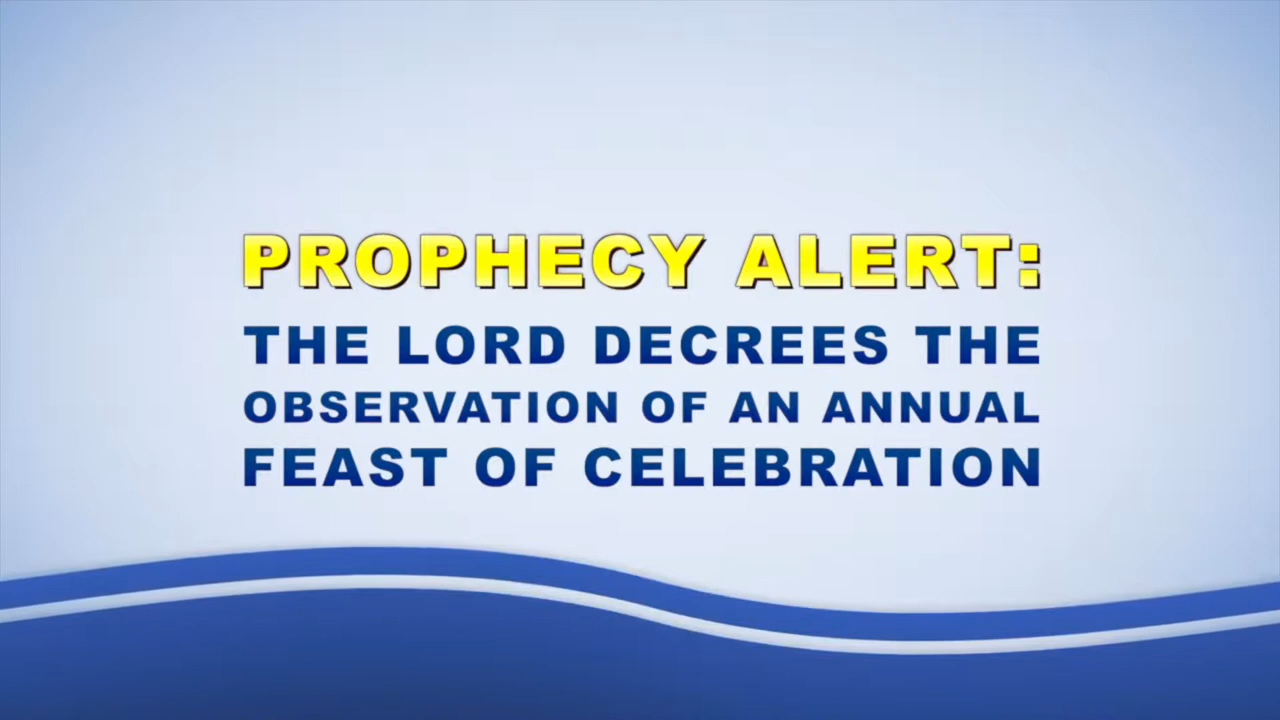 PROPHECY ALERT:
THE LORD DECREES THE
OBSERVATION OF AN ANNUAL
FEAST OF CELEBRATION